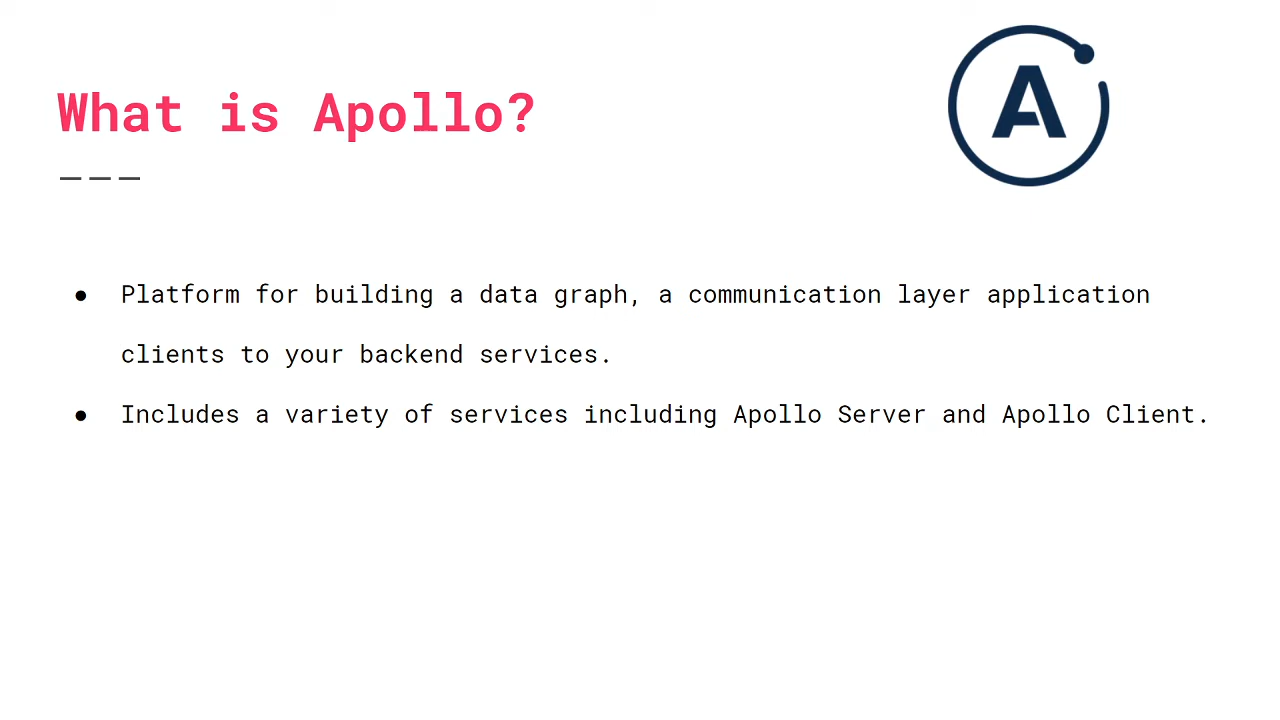 What is Apollo?
● Platform for building a data graph, a communication layer application
clients to your backend services.
● Includes a variety of services including Apollo Server and Apollo Client.
A